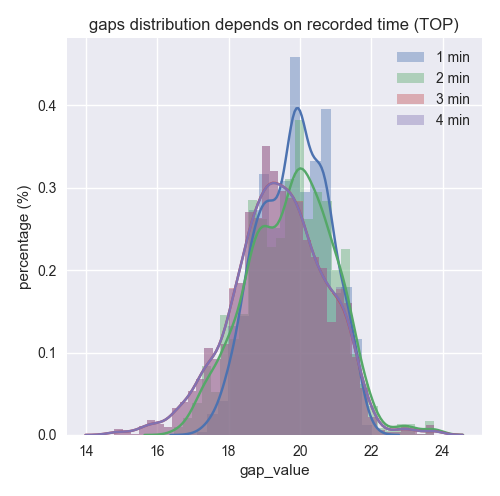 gaps distribution depends on recorded time (TOP)
1 min
2 min
3 min
4 min
0.4
0.3
0.2
0.1
0.0
percentage (%)
14
16
18
20
22
24
gap_value